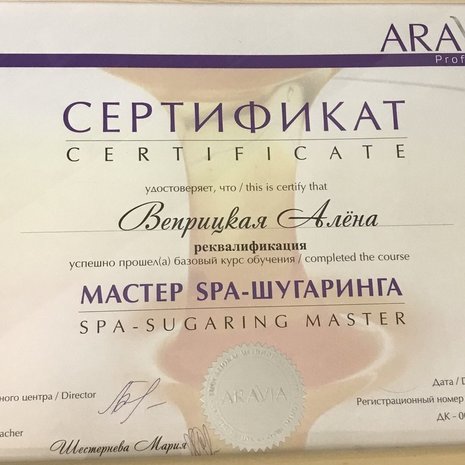 ARAV
Prof
СЕРТИФИКАТ
CERTIFICATE
удостоверяет, что / this is certify that
Веприцкая Алёна
реквалификация
успешно прошел(а) базовый курс обучения / completed the course
МАСТЕР SPA-ШУГАРИНГА
SPA-SUGARING MASTER
ного центра / Director
Дата / D
Регистрационный номер
ARAVIA
ДК - 0
acher
Шестернева Мария